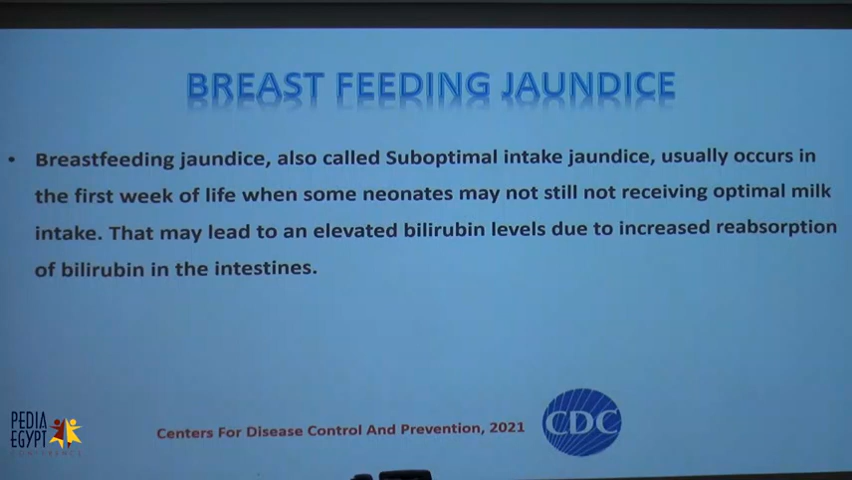 BREAST FEEDING JAUNDICE
• Breastfeeding jaundice, also called Suboptimal intake jaundice, usually occurs in
the first week of life when some neonates may not still not receiving optimal milk
intake. That may lead to an elevated bilirubin levels due to increased reabsorption
of bilirubin in the intestines.
Centers For Disease Control And Prevention, 2021
CDC
PEDIA
EGYPT
CONFERENCE